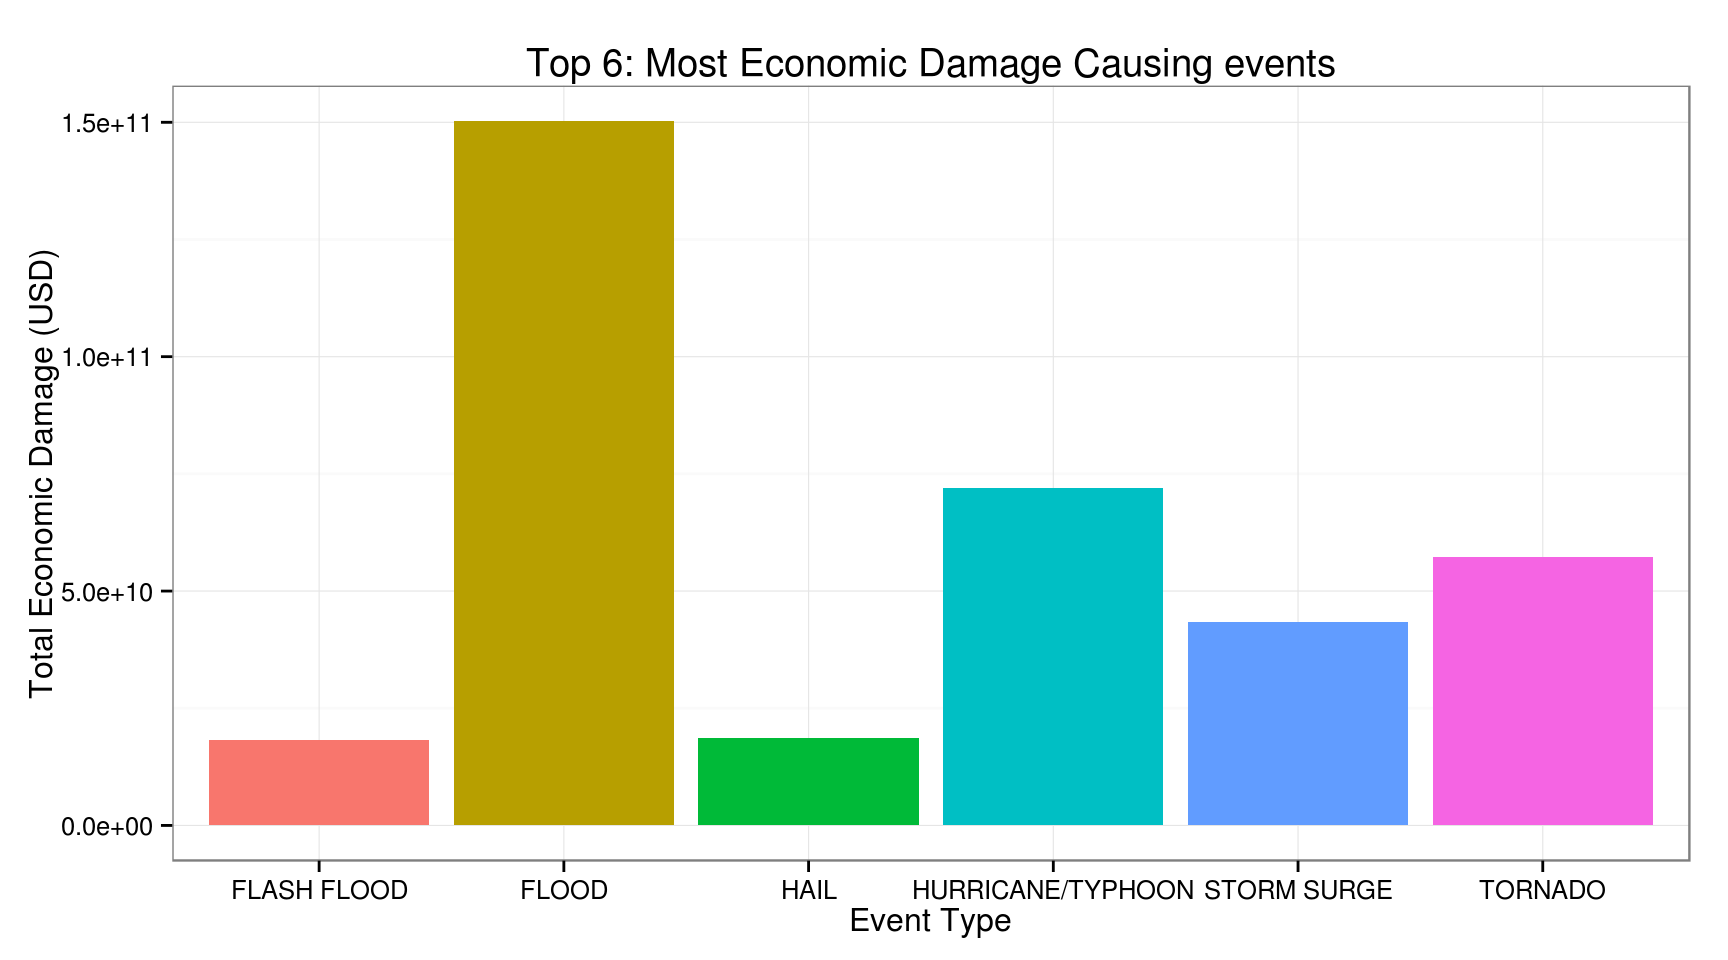 Top 6: Most Economic Damage Causing events
Total Economic Damage (USD)
1.5e+11
1.0e+11
5.0e+10
0.0e+00
FLASH FLOOD FLOOD HAIL HURRICANE/TYPHOON STORM SURGE TORNADO
Event Type